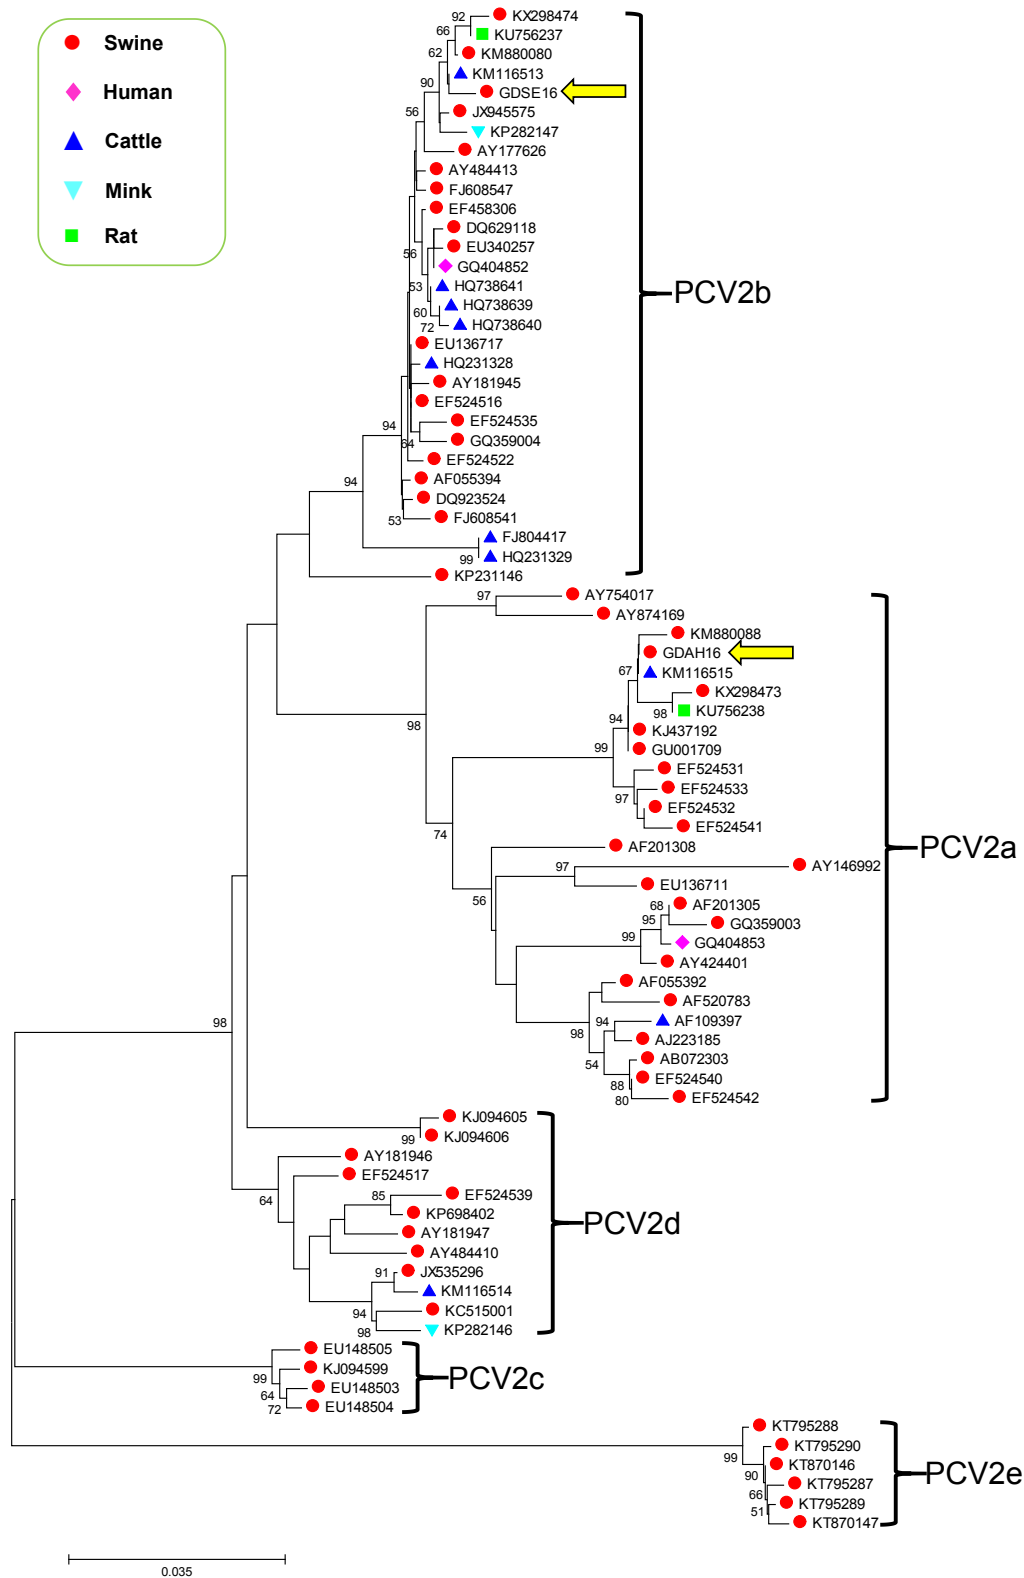 Swine
Human
Cattle
Mink
Rat
92
KX298474
66
KU756237
62
KM880080
KM116513
90
GDSE16
56
JX945575
KP282147
AY177626
AY484413
FJ608547
EF458306
DQ629118
56
EU340257
GQ404852
53
HQ738641
60
HQ738639
72
HQ738640
PCV2b
EU136717
HQ231328
AY181945
EF524516
EF524535
94
64
GQ359004
EF524522
94
AF055394
DQ923524
53
FJ608541
FJ804417
99
HQ231329
KP231146
97
AY754017
AY874169
KM880088
GDAH16
67
KM116515
KX298473
98
KU756238
94
KJ437192
99
GU001709
98
EF524531
EF524533
97
EF524532
EF524541
74
AF201308
PCV2a
97
AY146992
56
EU136711
68
AF201305
95
GQ359003
99
GQ404853
AY424401
AF055392
AF520783
98
94
AF109397
AJ223185
54
AB072303
88
EF524540
80
EF524542
98
KJ094605
99
KJ094606
AY181946
EF524517
64
85
EF524539
KP698402
PCV2d
AY181947
AY484410
91
JX535296
KM116514
94
KC515001
98
KP282146
EU148505
99
KJ094599
PCV2c
64
EU148503
72
EU148504
KT795288
99
KT795290
90
KT870146
PCV2e
66
KT795287
51
KT795289
KT870147
0.035